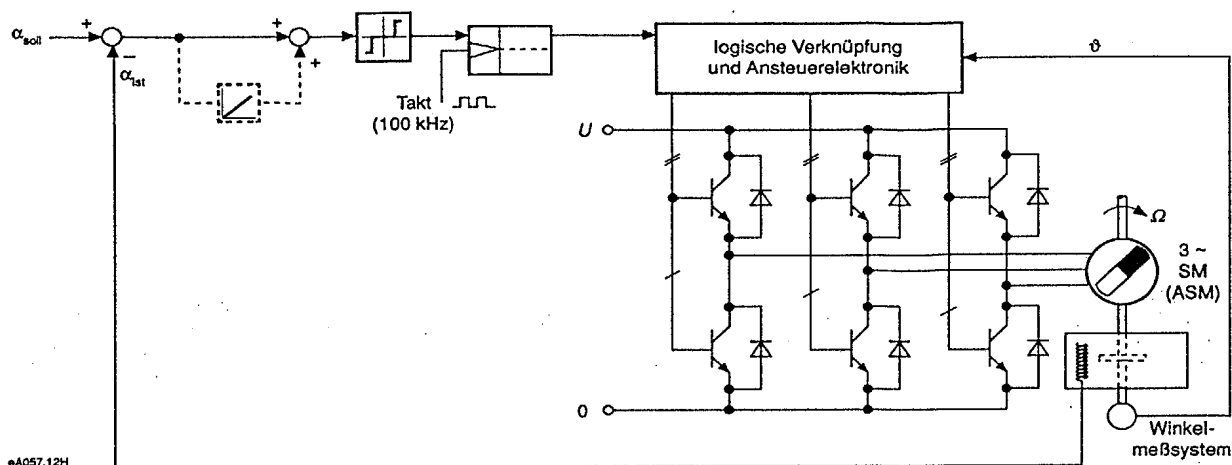 α_soll
+
−
α_ist
+
+
Takt
(100 kHz)
logische Verknüpfung
und Ansteuerelektronik
ϑ
U
Ω
3 ~
SM
(ASM)
0
Winkel-
meßsystem
eA057.12H